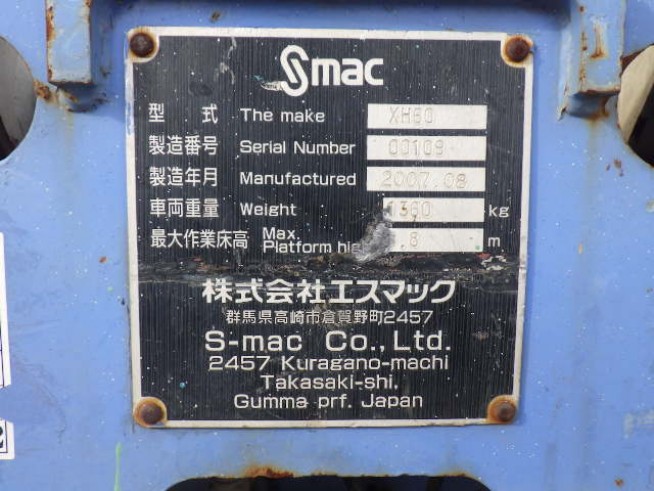 Smac
型 式 The make XH60
製造番号 Serial Number 00109
製造年月 Manufactured 2007.08
車両重量 Weight 1360 kg
最大作業床高 Max. Platform .8 m
株式会社エスマック
群馬県高崎市倉賀野町2457
S-mac Co.,Ltd.
2457 Kuragano-machi
Takasaki-shi.
Gumma prf. Japan